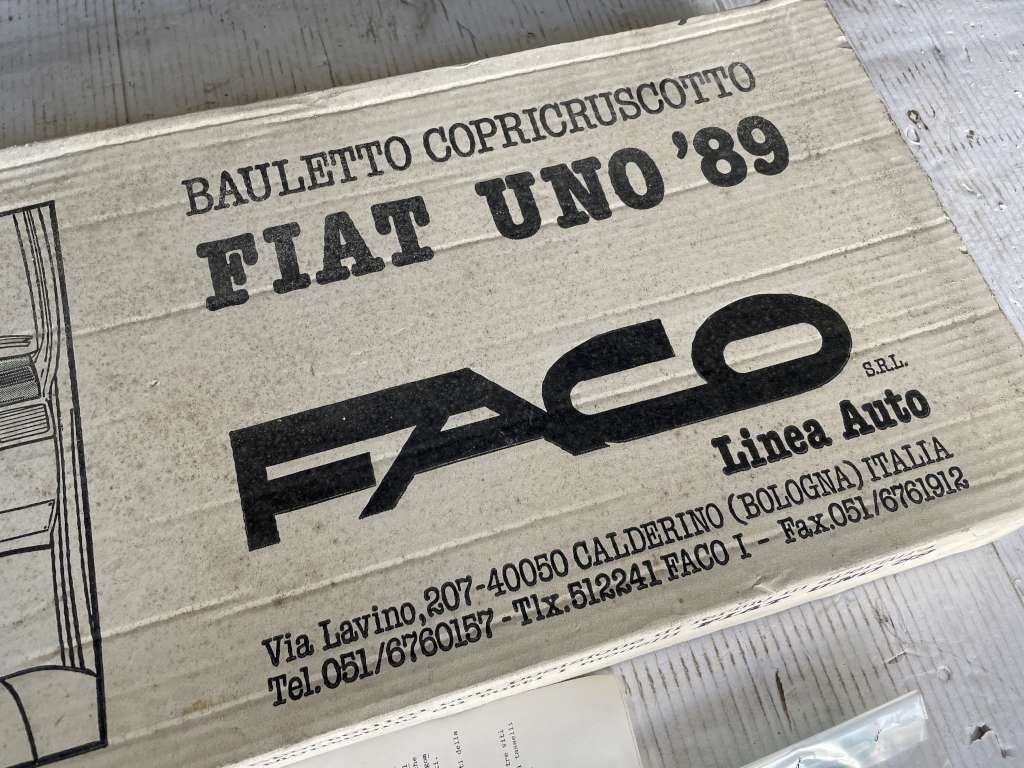 BAULETTO COPRICRUSCOTTO
FIAT UNO '89
FACO
S.R.L.
Linea Auto
Via Lavino, 207-40050 CALDERINO (BOLOGNA) ITALIA
Tel. 051/6760157 - Tlx. 512241 FACO I - Fax. 051/6761912